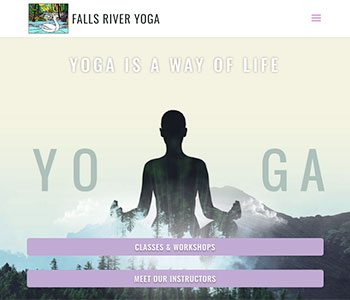 FALLS RIVER YOGA
YOGA IS A WAY OF LIFE
YO GA
CLASSES & WORKSHOPS
MEET OUR INSTRUCTORS